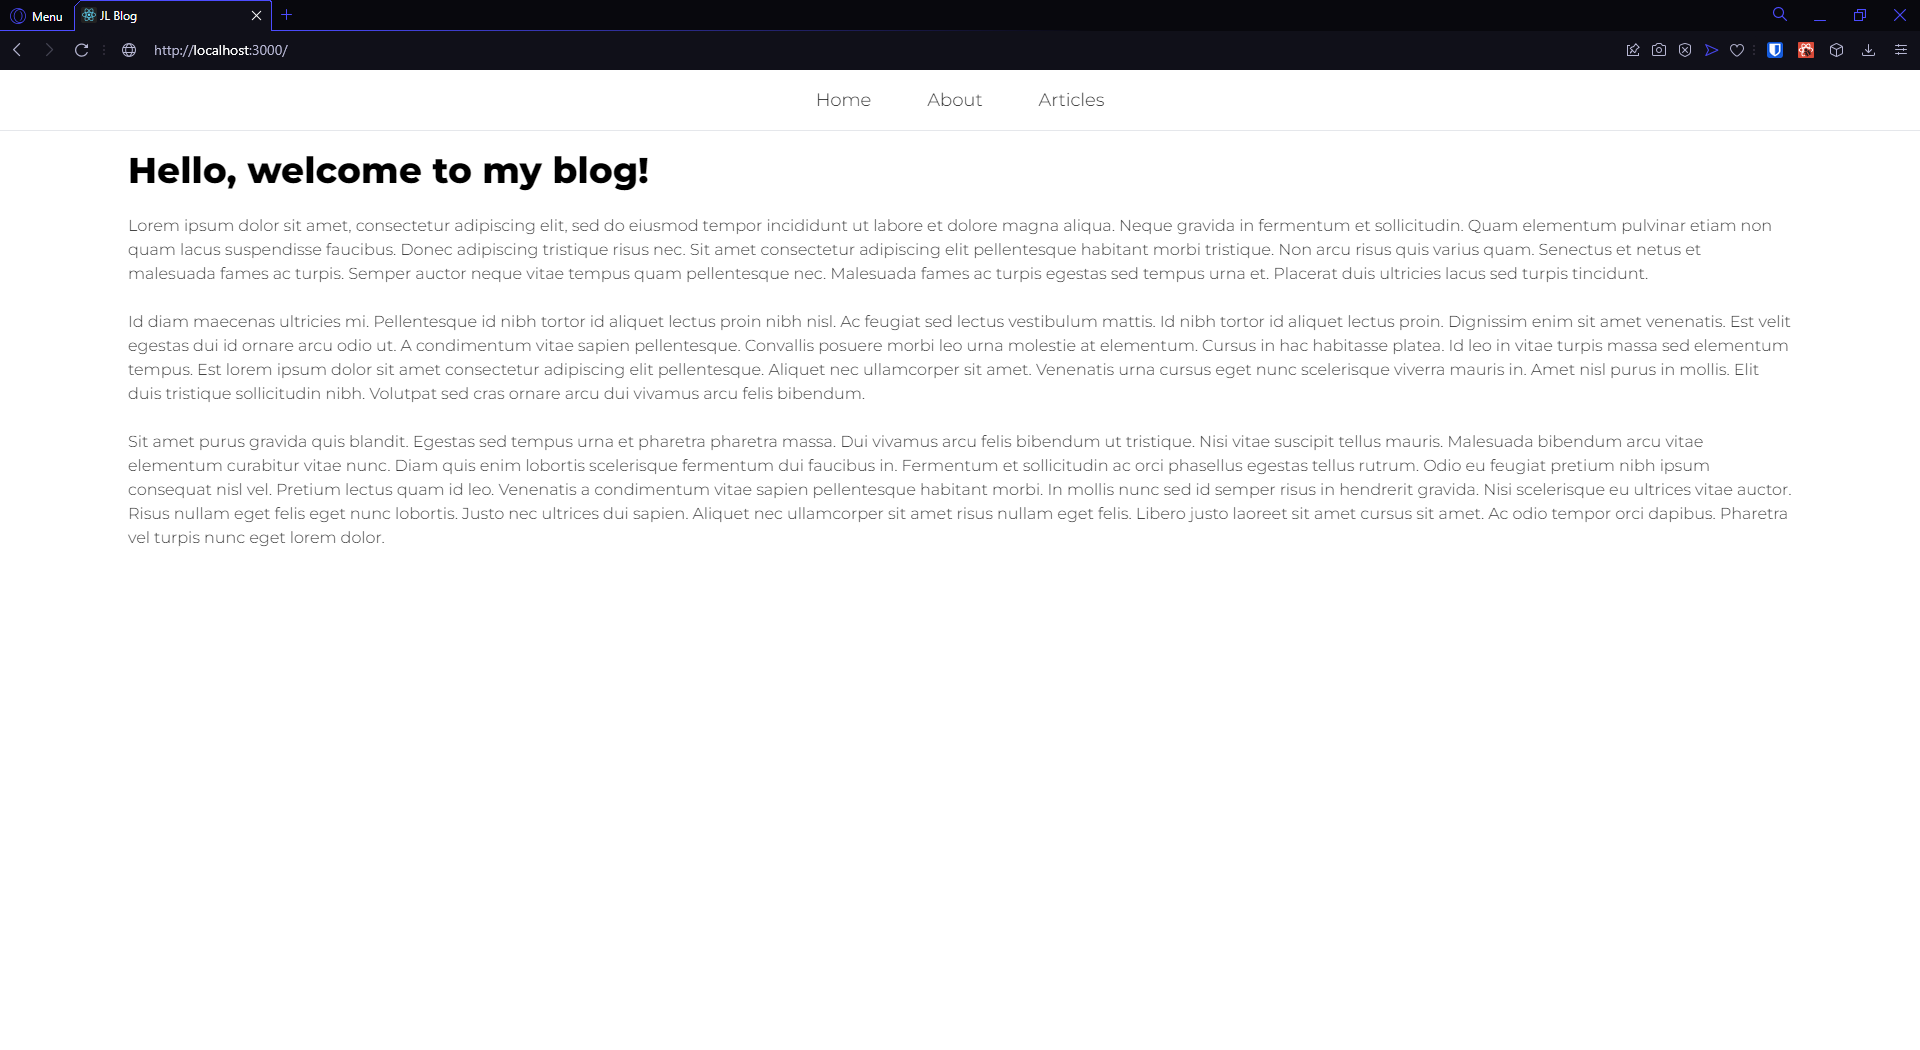 Menu
JL Blog
http://localhost:3000/
Home About Articles
Hello, welcome to my blog!
Lorem ipsum dolor sit amet, consectetur adipiscing elit, sed do eiusmod tempor incididunt ut labore et dolore magna aliqua. Neque gravida in fermentum et sollicitudin. Quam elementum pulvinar etiam non
quam lacus suspendisse faucibus. Donec adipiscing tristique risus nec. Sit amet consectetur adipiscing elit pellentesque habitant morbi tristique. Non arcu risus quis varius quam. Senectus et netus et
malesuada fames ac turpis. Semper auctor neque vitae tempus quam pellentesque nec. Malesuada fames ac turpis egestas sed tempus urna et. Placerat duis ultricies lacus sed turpis tincidunt.
Id diam maecenas ultricies mi. Pellentesque id nibh tortor id aliquet lectus proin nibh nisl. Ac feugiat sed lectus vestibulum mattis. Id nibh tortor id aliquet lectus proin. Dignissim enim sit amet venenatis. Est velit
egestas dui id ornare arcu odio ut. A condimentum vitae sapien pellentesque. Convallis posuere morbi leo urna molestie at elementum. Cursus in hac habitasse platea. Id leo in vitae turpis massa sed elementum
tempus. Est lorem ipsum dolor sit amet consectetur adipiscing elit pellentesque. Aliquet nec ullamcorper sit amet. Venenatis urna cursus eget nunc scelerisque viverra mauris in. Amet nisl purus in mollis. Elit
duis tristique sollicitudin nibh. Volutpat sed cras ornare arcu dui vivamus arcu felis bibendum.
Sit amet purus gravida quis blandit. Egestas sed tempus urna et pharetra pharetra massa. Dui vivamus arcu felis bibendum ut tristique. Nisi vitae suscipit tellus mauris. Malesuada bibendum arcu vitae
elementum curabitur vitae nunc. Diam quis enim lobortis scelerisque fermentum dui faucibus in. Fermentum et sollicitudin ac orci phasellus egestas tellus rutrum. Odio eu feugiat pretium nibh ipsum
consequat nisl vel. Pretium lectus quam id leo. Venenatis a condimentum vitae sapien pellentesque habitant morbi. In mollis nunc sed id semper risus in hendrerit gravida. Nisi scelerisque eu ultrices vitae auctor.
Risus nullam eget felis eget nunc lobortis. Justo nec ultrices dui sapien. Aliquet nec ullamcorper sit amet risus nullam eget felis. Libero justo laoreet sit amet cursus sit amet. Ac odio tempor orci dapibus. Pharetra
vel turpis nunc eget lorem dolor.